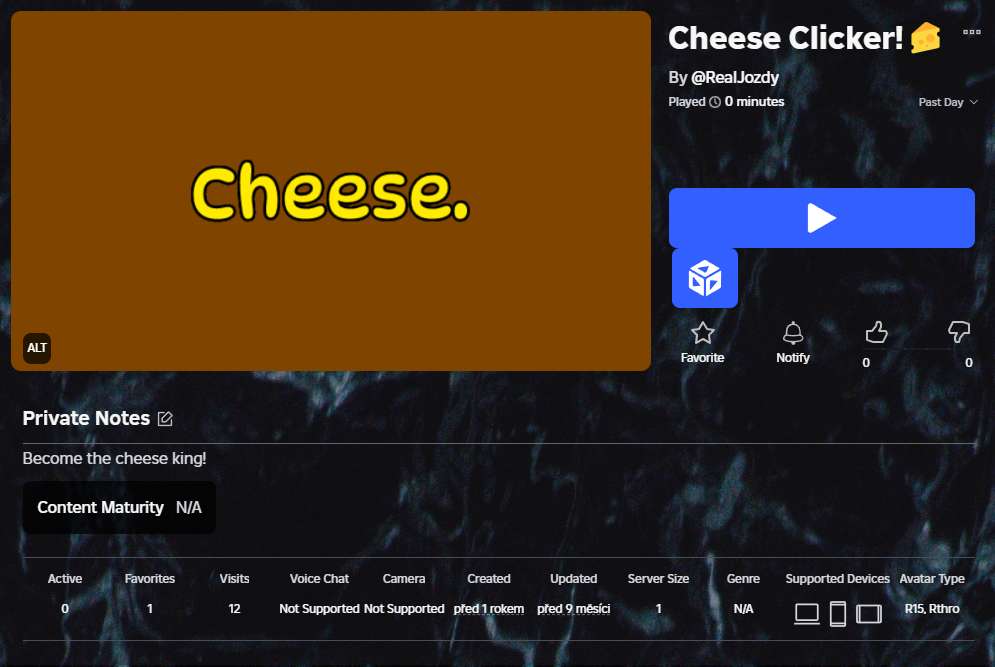 Cheese.
ALT
Cheese Clicker!🧀
By @RealJozdy
Played 0 minutes
Past Day
Favorite
Notify
0
0
Private Notes
Become the cheese king!
Content Maturity N/A
Active Favorites Visits Voice Chat Camera Created Updated Server Size Genre Supported Devices Avatar Type
0 1 12 Not Supported Not Supported před 1 rokem před 9 měsíci 1 N/A R15, Rthro